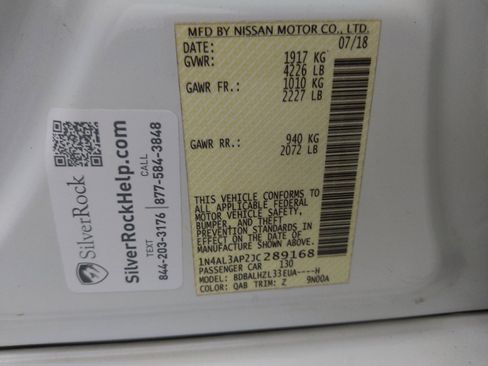 MFD BY NISSAN MOTOR CO., LTD.
DATE: 07/18
GVWR: 1917 KG
4226 LB
GAWR FR.: 1010 KG
2227 LB
GAWR RR.: 940 KG
2072 LB
THIS VEHICLE CONFORMS TO
ALL APPLICABLE FEDERAL
MOTOR VEHICLE SAFETY,
BUMPER, AND THEFT
PREVENTION STANDARDS IN
EFFECT ON THE DATE OF
MANUFACTURE SHOWN ABOVE.
1N4AL3AP2JC289168
PASSENGER CAR 130
MODEL: BDBALHZL33EUA----H
COLOR: QAB TRIM: Z 9N00A
SilverRock
SilverRockHelp.com
TEXT CALL
844-203-3176 | 877-584-3848